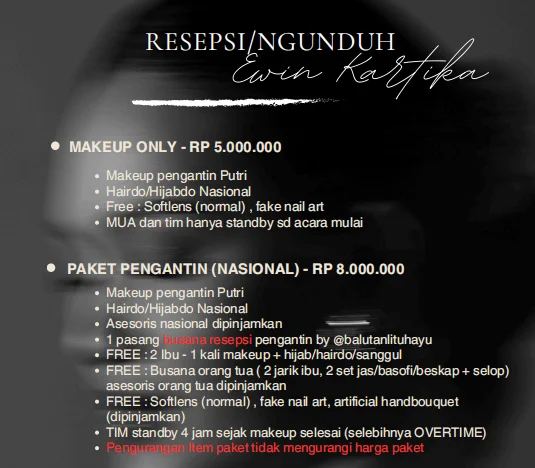 RESEPSI/NGUNDUH
Ewin Kartika
MAKEUP ONLY - RP 5.000.000
Makeup pengantin Putri
Hairdo/Hijabdo Nasional
Free : Softlens (normal) , fake nail art
MUA dan tim hanya standby sd acara mulai
PAKET PENGANTIN (NASIONAL) - RP 8.000.000
Makeup pengantin Putri
Hairdo/Hijabdo Nasional
Asesoris nasional dipinjamkan
1 pasang busana resepsi pengantin by @balutanlituhayu
FREE : 2 Ibu - 1 kali makeup + hijab/hairdo/sanggul
FREE : Busana orang tua ( 2 jarik ibu, 2 set jas/basofi/beskap + selop)
asesoris orang tua dipinjamkan
FREE : Softlens (normal) , fake nail art, artificial handbouquet
(dipinjamkan)
TIM standby 4 jam sejak makeup selesai (selebihnya OVERTIME)
Pengurangan Item paket tidak mengurangi harga paket